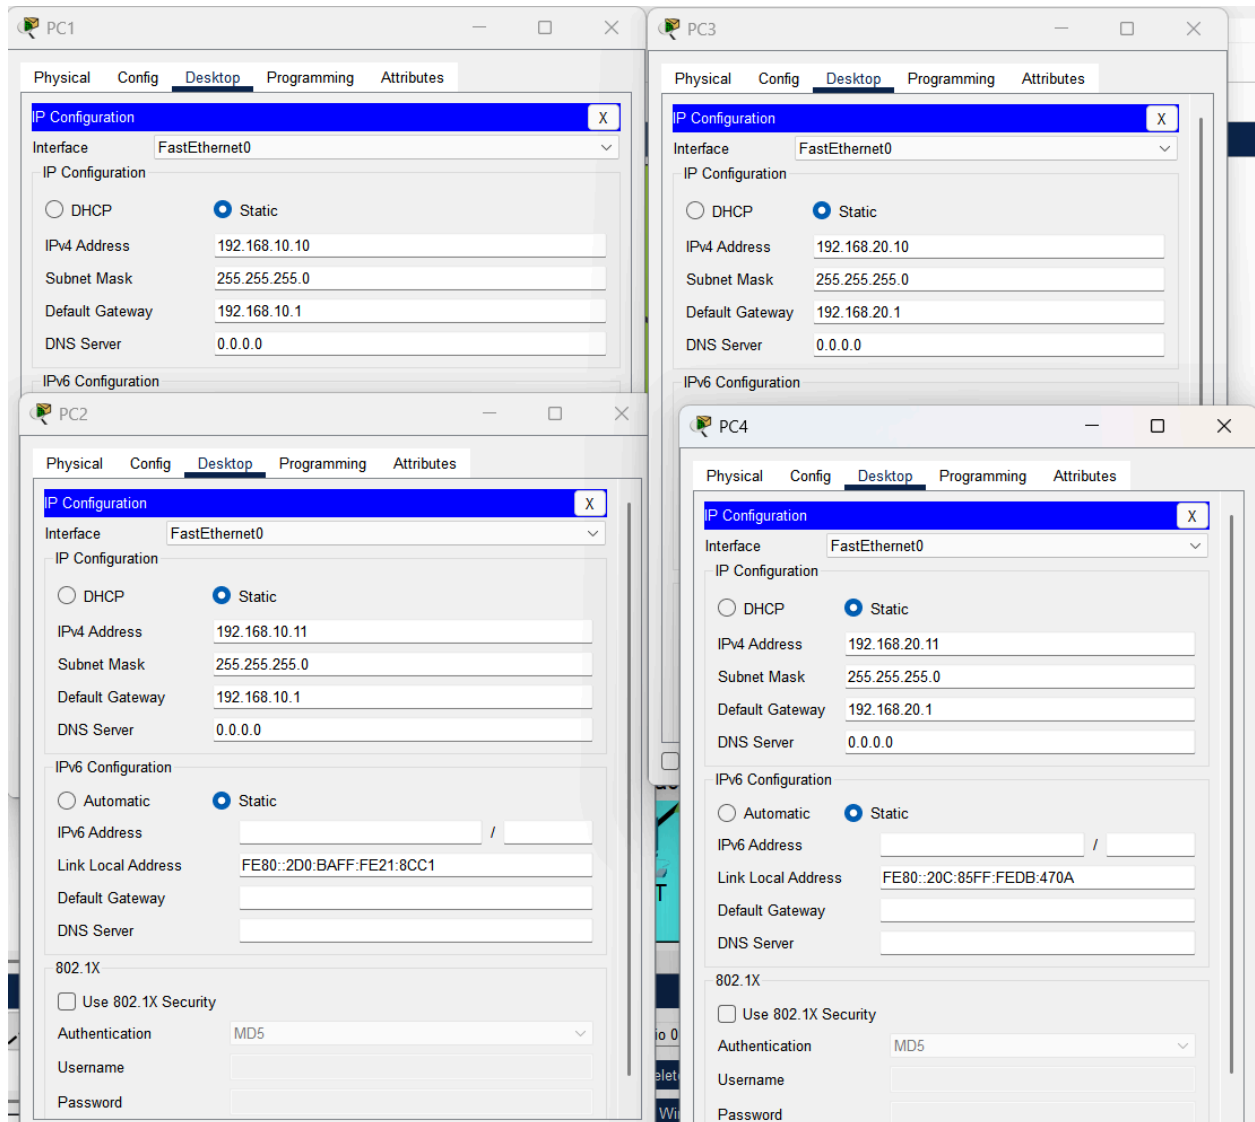 PC1
Physical Config Desktop Programming Attributes
IP Configuration X
Interface FastEthernet0
IP Configuration
DHCP Static
IPv4 Address 192.168.10.10
Subnet Mask 255.255.255.0
Default Gateway 192.168.10.1
DNS Server 0.0.0.0
IPv6 Configuration
PC3
Physical Config Desktop Programming Attributes
IP Configuration X
Interface FastEthernet0
IP Configuration
DHCP Static
IPv4 Address 192.168.20.10
Subnet Mask 255.255.255.0
Default Gateway 192.168.20.1
DNS Server 0.0.0.0
IPv6 Configuration
PC2
Physical Config Desktop Programming Attributes
IP Configuration X
Interface FastEthernet0
IP Configuration
DHCP Static
IPv4 Address 192.168.10.11
Subnet Mask 255.255.255.0
Default Gateway 192.168.10.1
DNS Server 0.0.0.0
IPv6 Configuration
Automatic Static
IPv6 Address /
Link Local Address FE80::2D0:BAFF:FE21:8CC1
Default Gateway
DNS Server
802.1X
Use 802.1X Security
Authentication MD5
Username
Password
PC4
Physical Config Desktop Programming Attributes
IP Configuration X
Interface FastEthernet0
IP Configuration
DHCP Static
IPv4 Address 192.168.20.11
Subnet Mask 255.255.255.0
Default Gateway 192.168.20.1
DNS Server 0.0.0.0
IPv6 Configuration
Automatic Static
IPv6 Address /
Link Local Address FE80::20C:85FF:FEDB:470A
Default Gateway
DNS Server
802.1X
Use 802.1X Security
Authentication MD5
Username
Password
T
io 0
elet
Wi